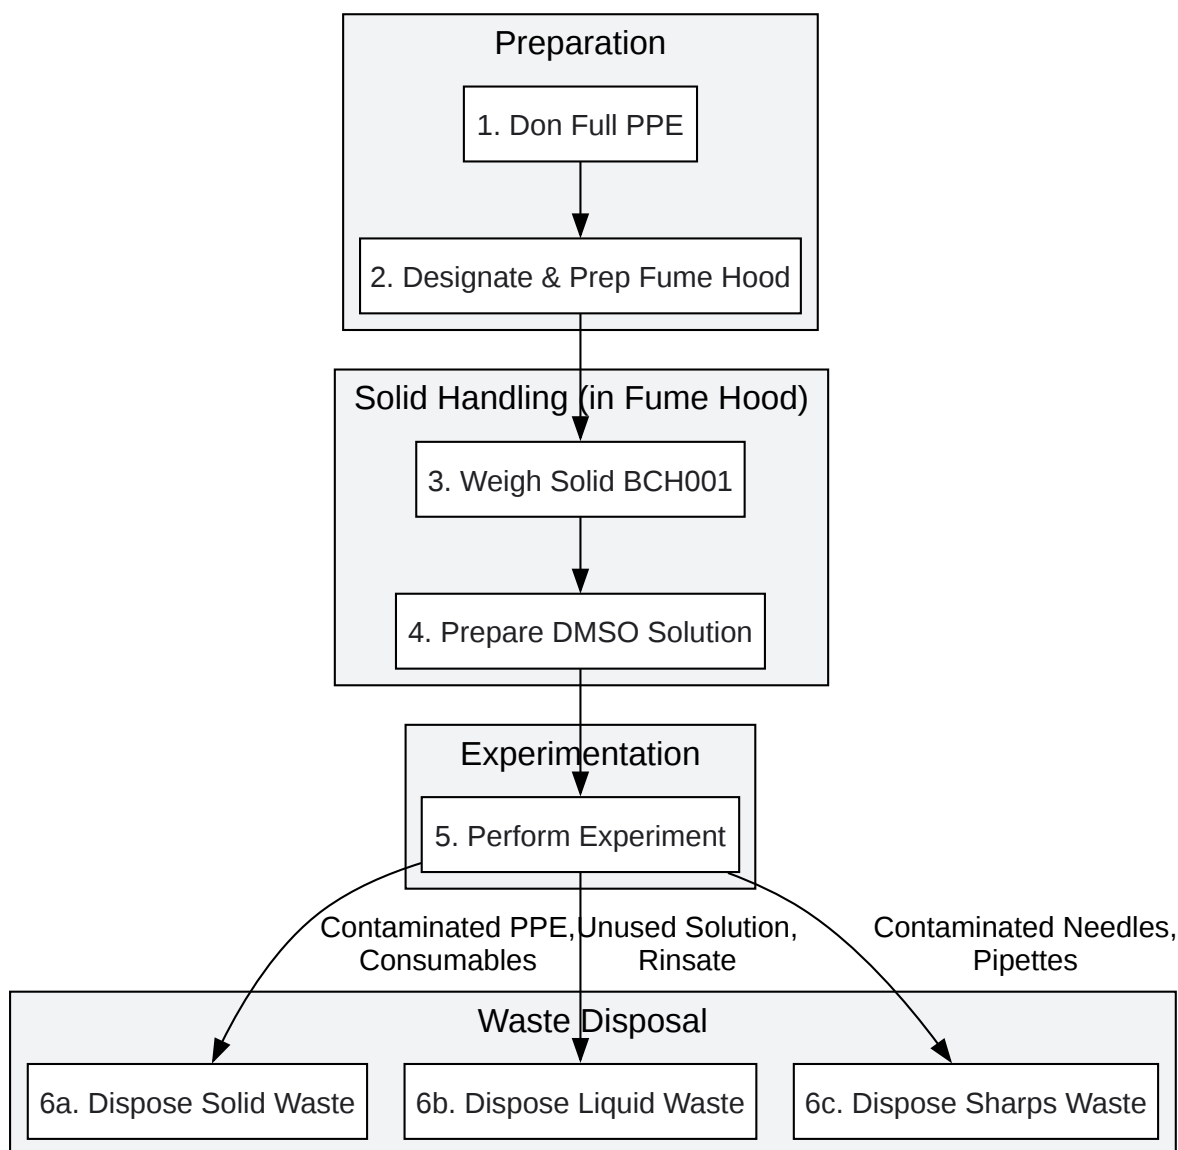 Preparation
1. Don Full PPE
2. Designate & Prep Fume Hood
Solid Handling (in Fume Hood)
3. Weigh Solid BCH001
4. Prepare DMSO Solution
Experimentation
5. Perform Experiment
Contaminated PPE,
Consumables
Unused Solution,
Rinsate
Contaminated Needles,
Pipettes
Waste Disposal
6a. Dispose Solid Waste
6b. Dispose Liquid Waste
6c. Dispose Sharps Waste